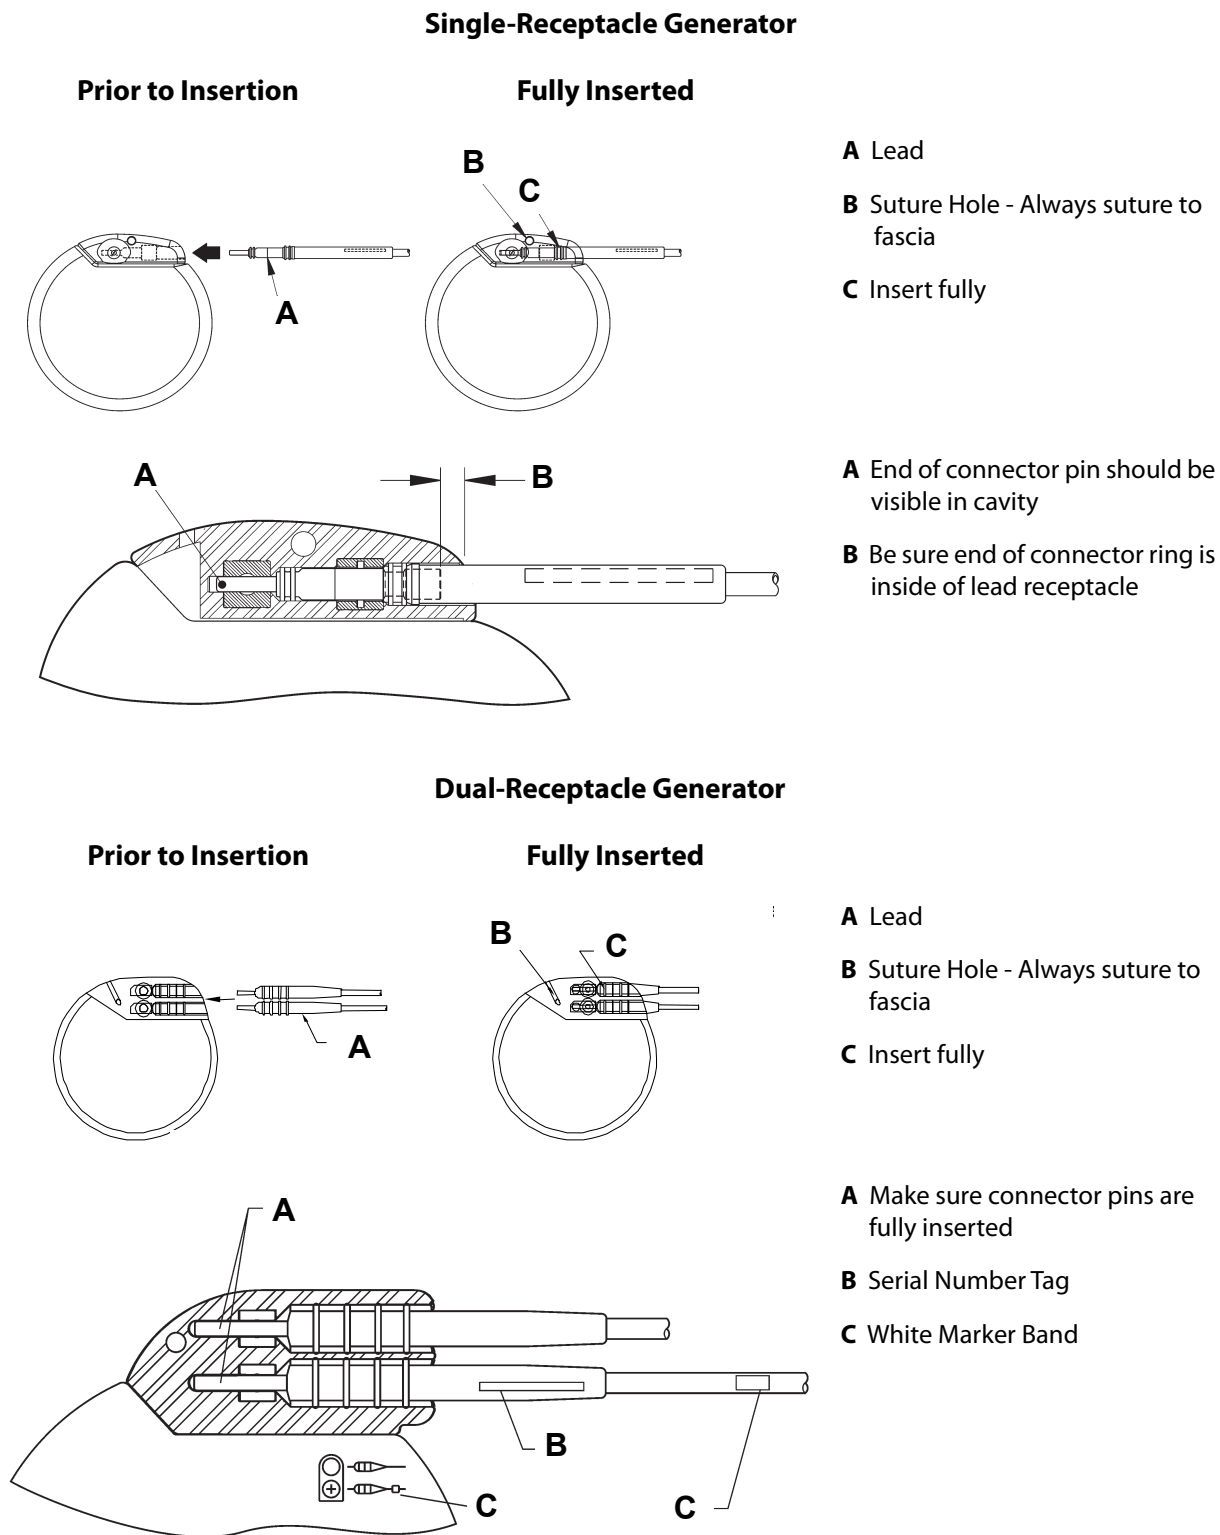 Single-Receptacle Generator
Prior to Insertion
Fully Inserted
B
C
A
A Lead
B Suture Hole - Always suture to
fascia
C Insert fully
A
B
A End of connector pin should be
visible in cavity
B Be sure end of connector ring is
inside of lead receptacle
Dual-Receptacle Generator
Prior to Insertion
Fully Inserted
B
C
A
A Lead
B Suture Hole - Always suture to
fascia
C Insert fully
A
B
C
C
A Make sure connector pins are
fully inserted
B Serial Number Tag
C White Marker Band